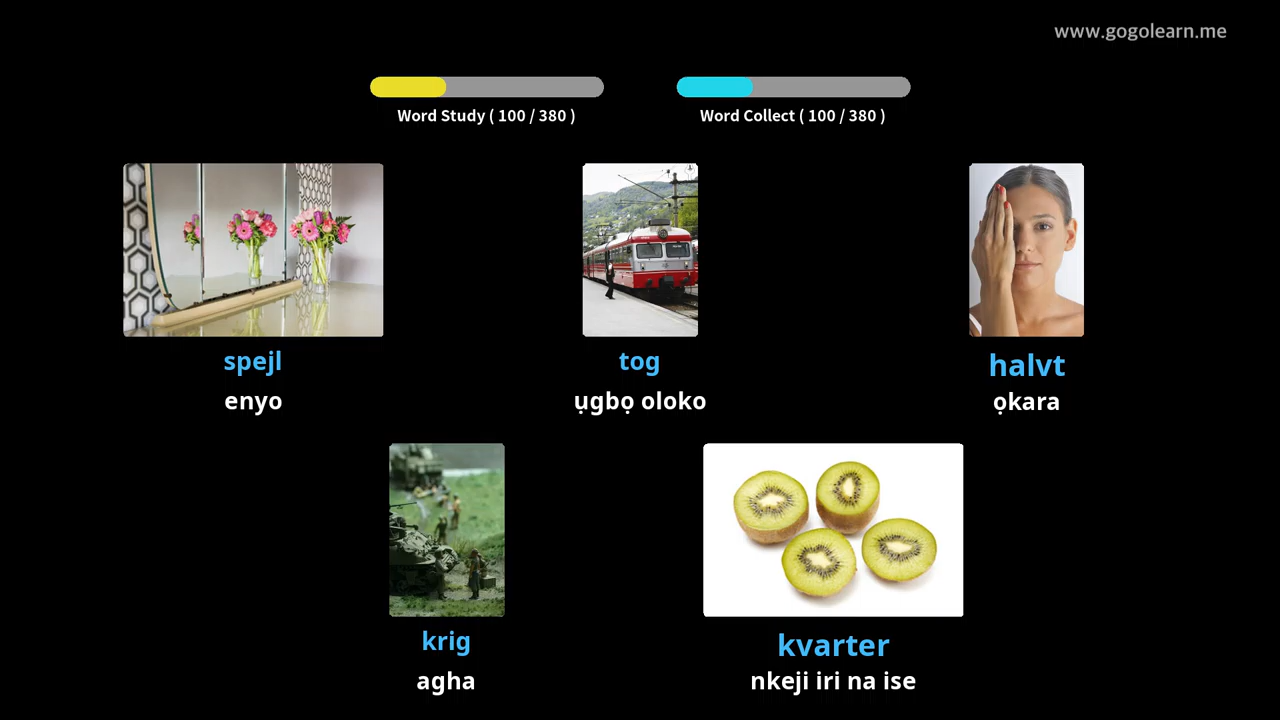 www.gogolearn.me
Word Study ( 100 / 380 )
Word Collect ( 100 / 380 )
spejl
enyo
tog
ụgbọ oloko
halvt
ọkara
krig
agha
kvarter
nkeji iri na ise